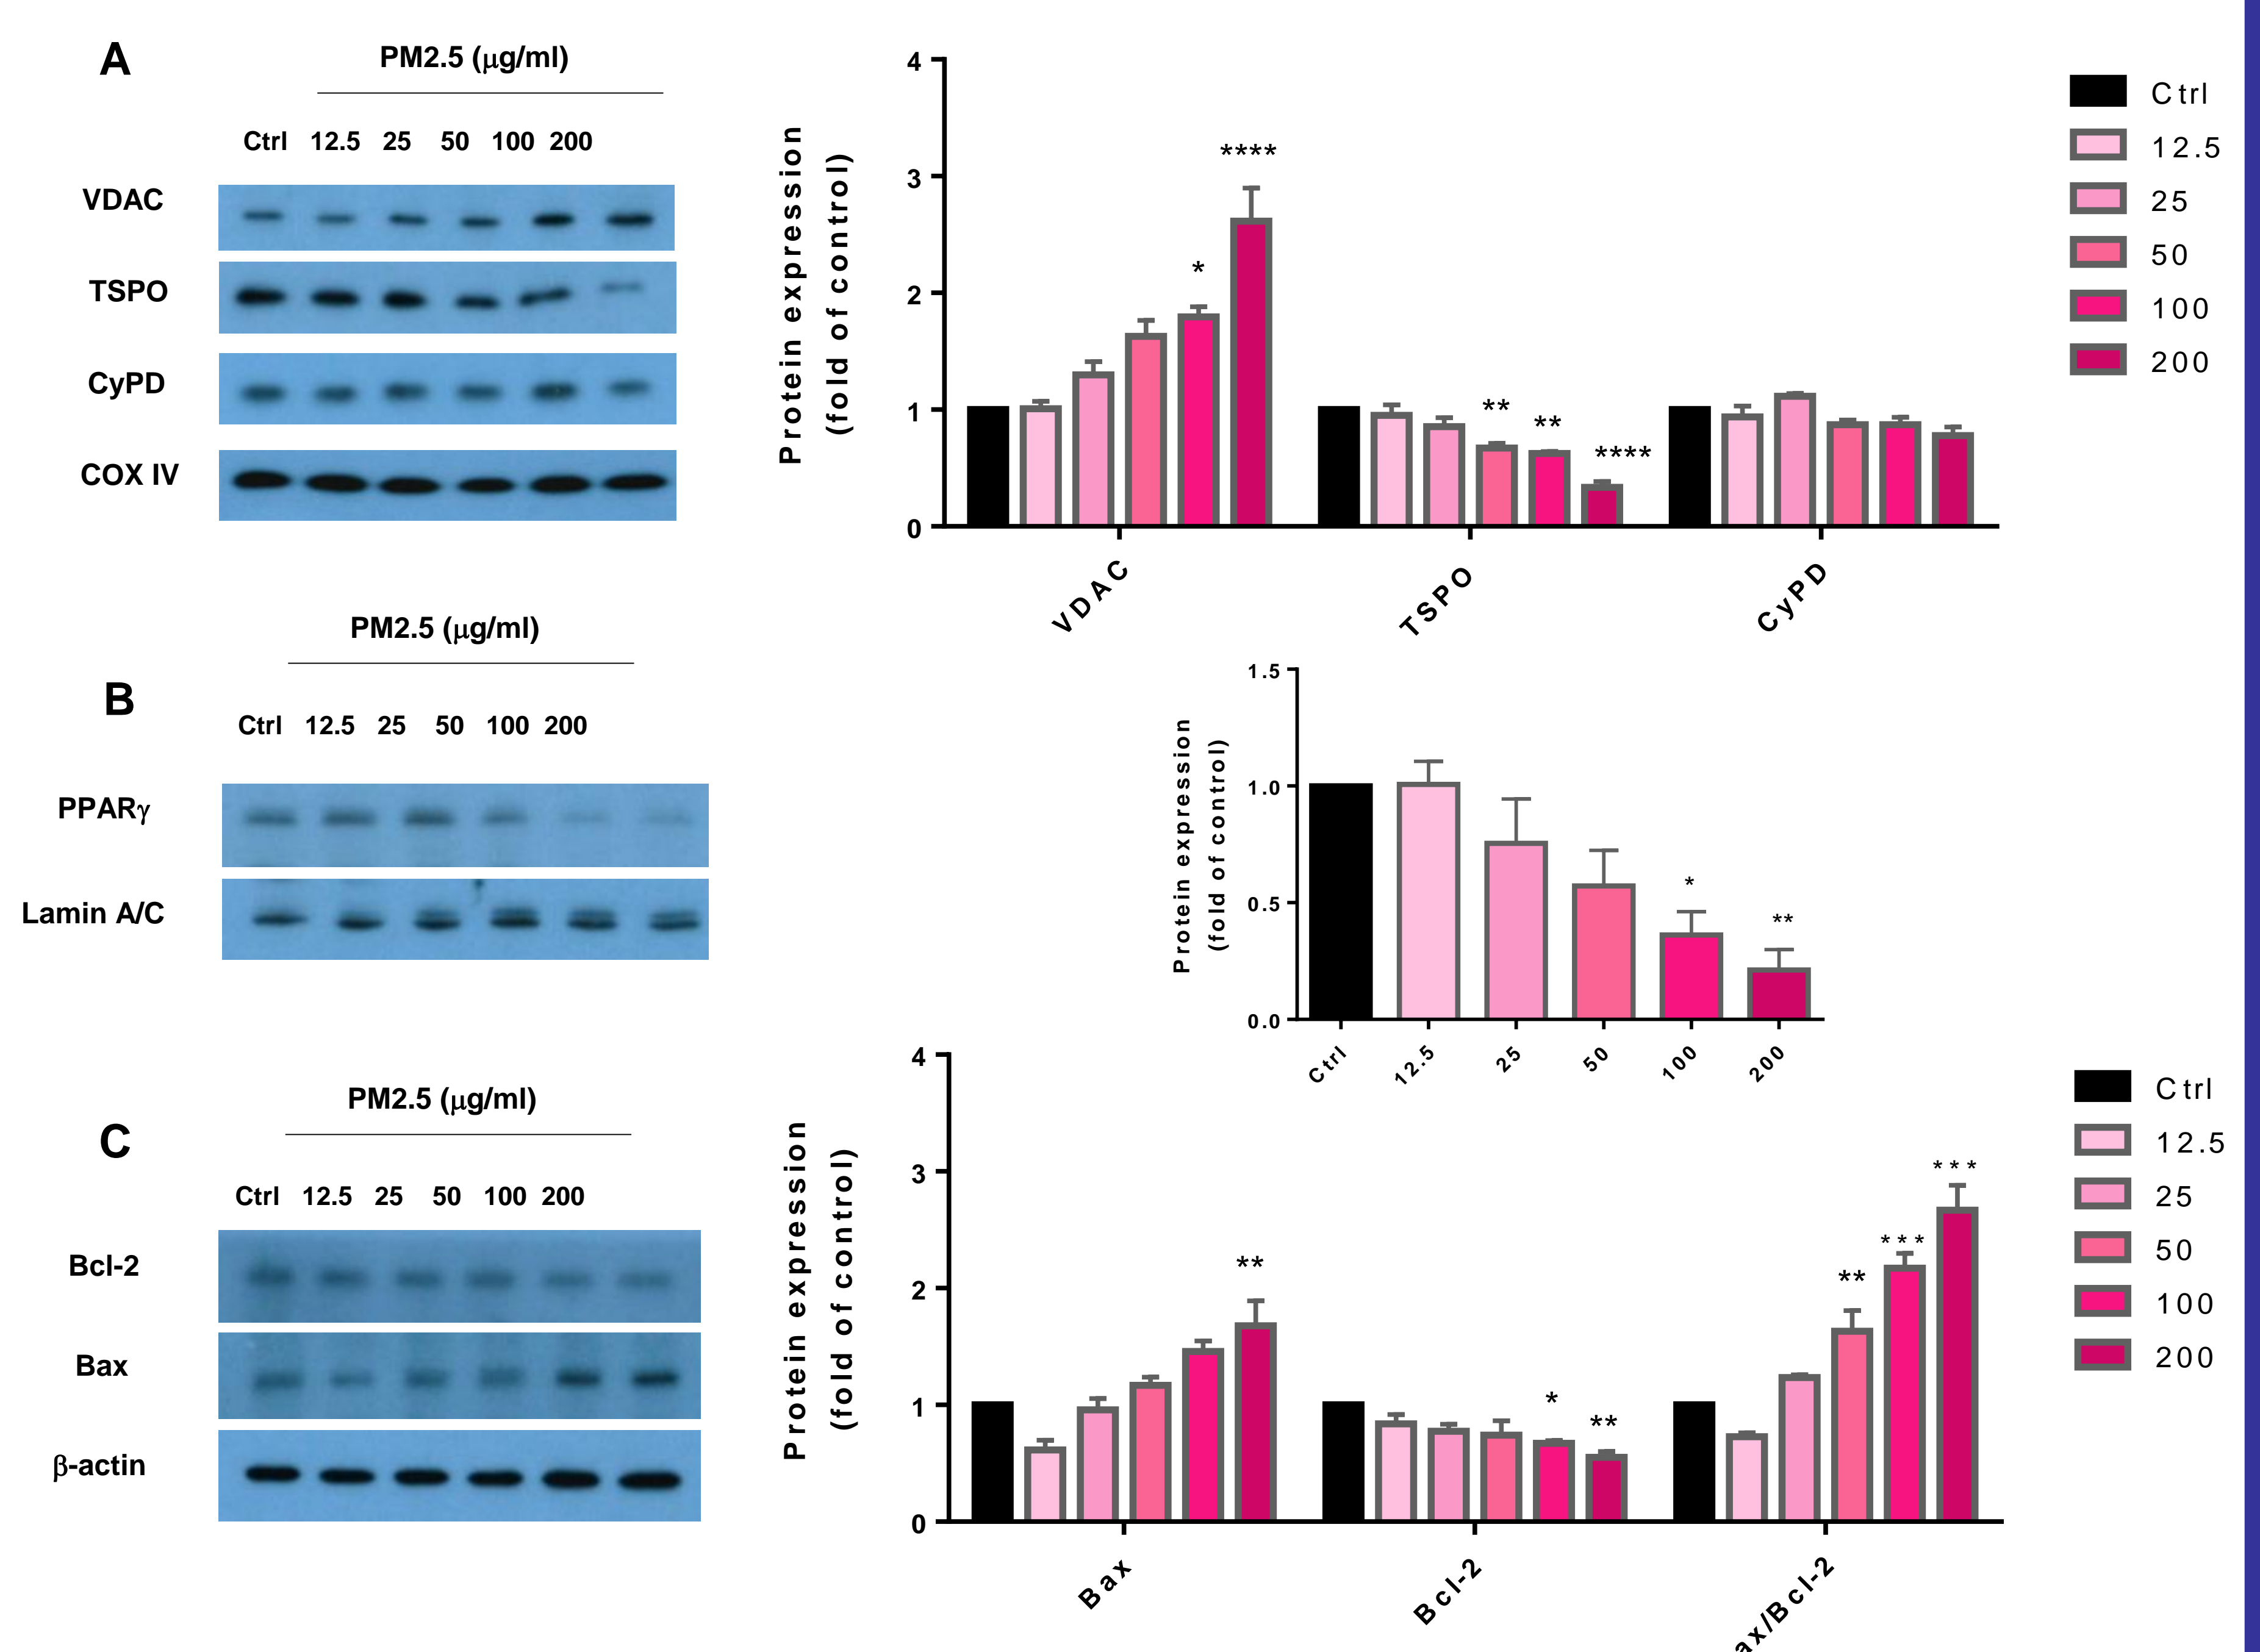 A
PM2.5 (μg/ml)
Ctrl 12.5 25 50 100 200
VDAC
TSPO
CyPD
COX IV
Protein expression
(fold of control)
4
3
2
1
0
****
*
**
**
****
VDAC
TSPO
CyPD
Ctrl
12.5
25
50
100
200
B
PM2.5 (μg/ml)
Ctrl 12.5 25 50 100 200
PPARγ
Lamin A/C
Protein expression
(fold of control)
1.5
1.0
0.5
0.0
*
**
Ctrl
12.5
25
50
100
200
C
PM2.5 (μg/ml)
Ctrl 12.5 25 50 100 200
Bcl-2
Bax
β-actin
Protein expression
(fold of control)
4
3
2
1
0
**
*
**
**
***
***
Bax
Bcl-2
ax/Bcl-2
Ctrl
12.5
25
50
100
200